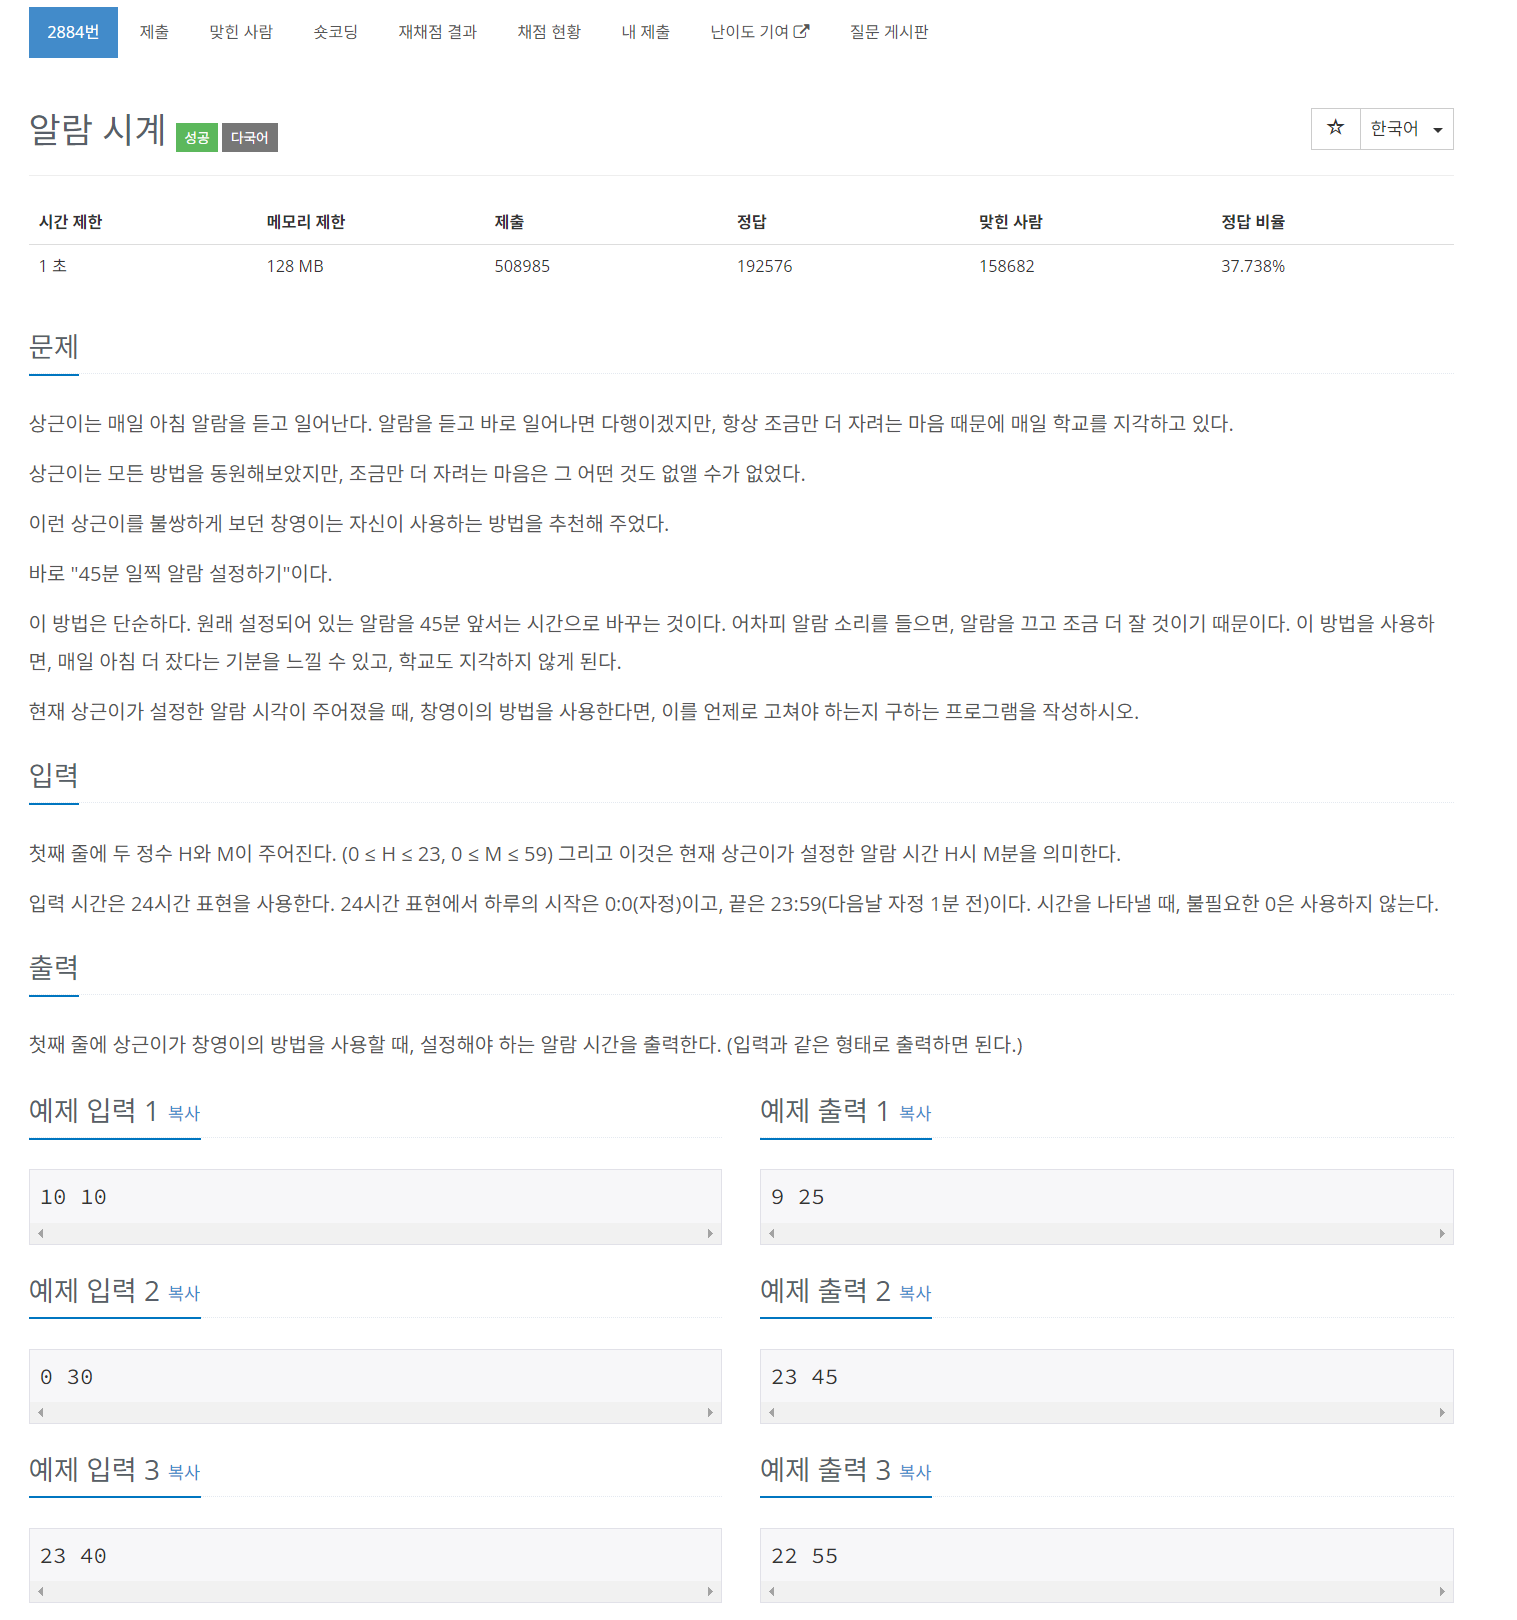 2884번 제출 맞힌 사람 숏코딩 재채점 결과 채점 현황 내 제출 난이도 기여 질문 게시판
알람 시계 성공 다국어
☆ 한국어
시간 제한 메모리 제한 제출 정답 맞힌 사람 정답 비율
1 초 128 MB 508985 192576 158682 37.738%
문제
상근이는 매일 아침 알람을 듣고 일어난다. 알람을 듣고 바로 일어나면 다행이겠지만, 항상 조금만 더 자려는 마음 때문에 매일 학교를 지각하고 있다.
상근이는 모든 방법을 동원해보았지만, 조금만 더 자려는 마음은 그 어떤 것도 없앨 수가 없었다.
이런 상근이를 불쌍하게 보던 창영이는 자신이 사용하는 방법을 추천해 주었다.
바로 "45분 일찍 알람 설정하기"이다.
이 방법은 단순하다. 원래 설정되어 있는 알람을 45분 앞서는 시간으로 바꾸는 것이다. 어차피 알람 소리를 들으면, 알람을 끄고 조금 더 잘 것이기 때문이다. 이 방법을 사용하
면, 매일 아침 더 잤다는 기분을 느낄 수 있고, 학교도 지각하지 않게 된다.
현재 상근이가 설정한 알람 시각이 주어졌을 때, 창영이의 방법을 사용한다면, 이를 언제로 고쳐야 하는지 구하는 프로그램을 작성하시오.
입력
첫째 줄에 두 정수 H와 M이 주어진다. (0 ≤ H ≤ 23, 0 ≤ M ≤ 59) 그리고 이것은 현재 상근이가 설정한 알람 시간 H시 M분을 의미한다.
입력 시간은 24시간 표현을 사용한다. 24시간 표현에서 하루의 시작은 0:0(자정)이고, 끝은 23:59(다음날 자정 1분 전)이다. 시간을 나타낼 때, 불필요한 0은 사용하지 않는다.
출력
첫째 줄에 상근이가 창영이의 방법을 사용할 때, 설정해야 하는 알람 시간을 출력한다. (입력과 같은 형태로 출력하면 된다.)
예제 입력 1 복사 예제 출력 1 복사
10 10 9 25
예제 입력 2 복사 예제 출력 2 복사
0 30 23 45
예제 입력 3 복사 예제 출력 3 복사
23 40 22 55